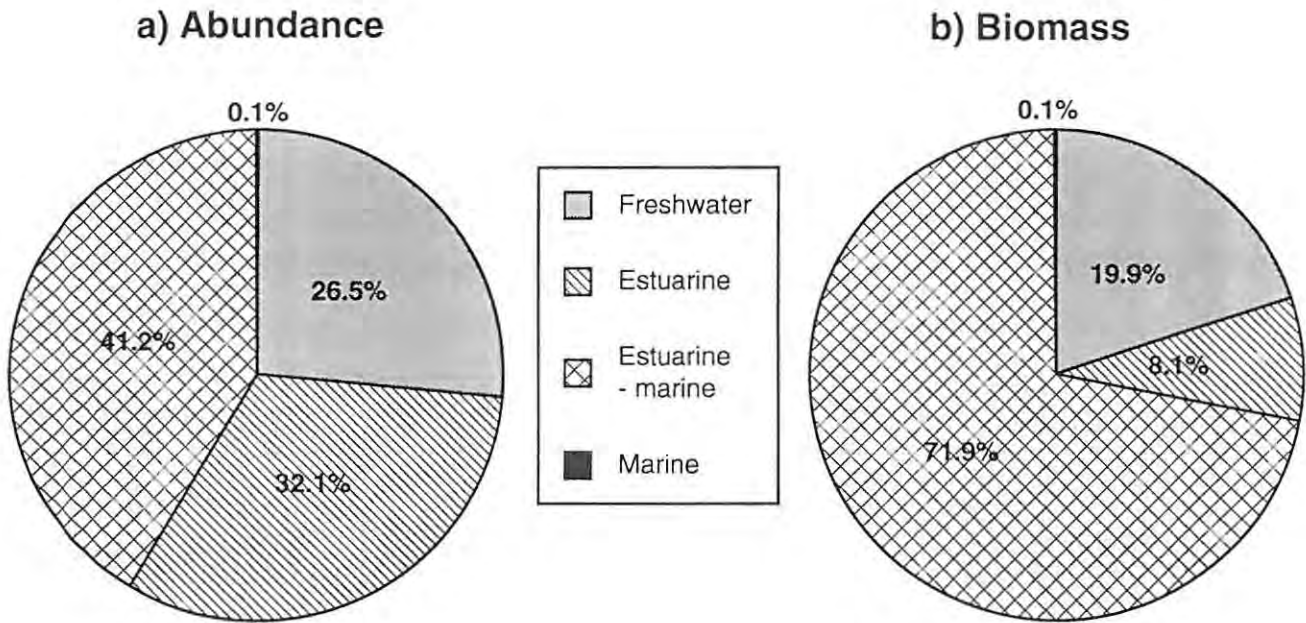 a) Abundance
0.1%
26.5%
41.2%
32.1%
Freshwater
Estuarine
Estuarine
- marine
Marine
b) Biomass
0.1%
19.9%
8.1%
71.9%